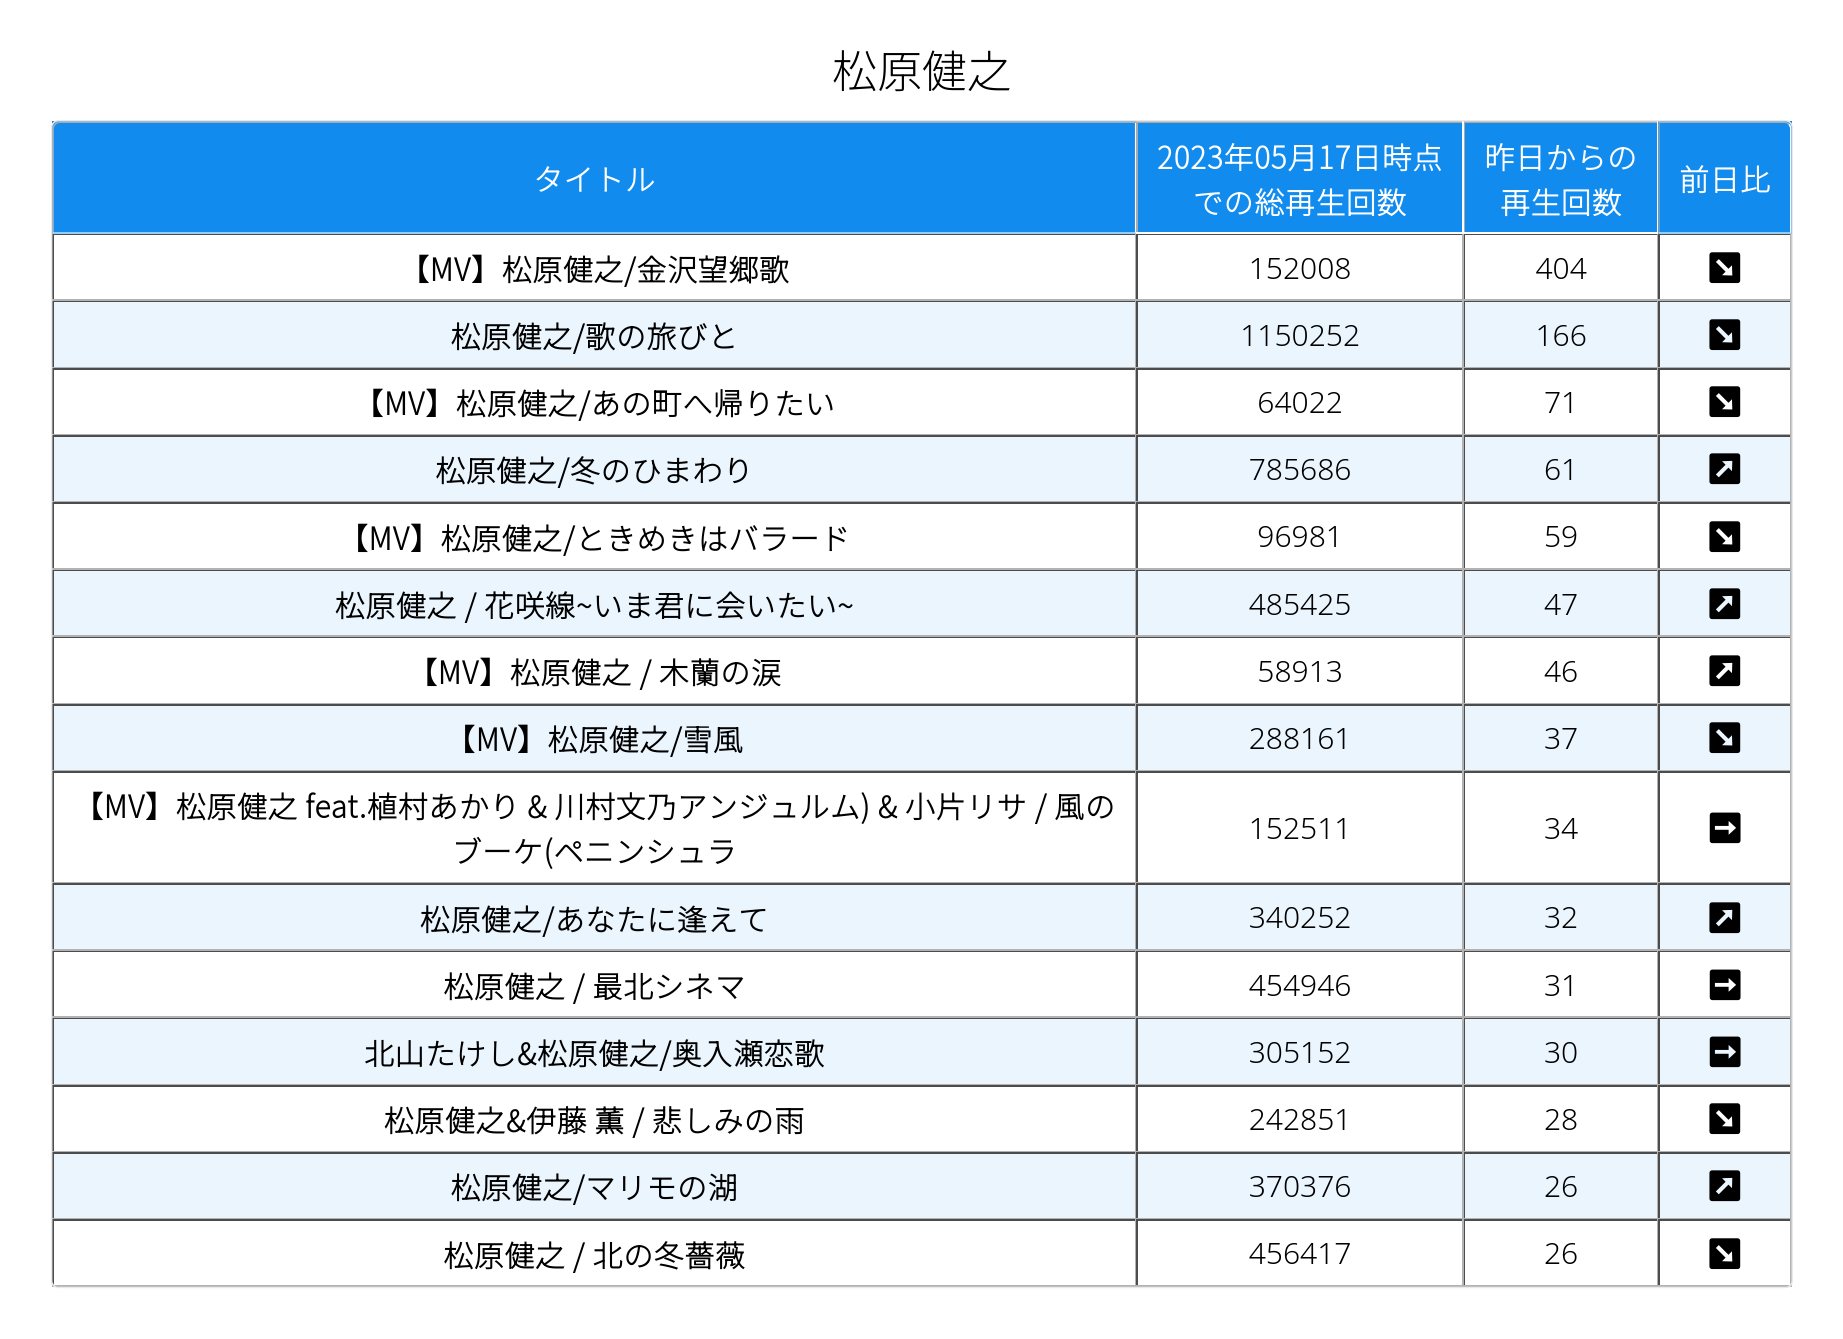 松原健之
タイトル
2023年05月17日時点
での総再生回数
昨日からの
再生回数
前日比
【MV】松原健之/金沢望郷歌 152008 404 ↘
松原健之/歌の旅びと 1150252 166 ↘
【MV】松原健之/あの町へ帰りたい 64022 71 ↘
松原健之/冬のひまわり 785686 61 ↗
【MV】松原健之/ときめきはバラード 96981 59 ↘
松原健之 / 花咲線~いま君に会いたい~ 485425 47 ↗
【MV】松原健之 / 木蘭の涙 58913 46 ↗
【MV】松原健之/雪風 288161 37 ↘
【MV】松原健之 feat.植村あかり & 川村文乃アンジュルム) & 小片リサ / 風の
ブーケ(ペニンシュラ 152511 34 →
松原健之/あなたに逢えて 340252 32 ↗
松原健之 / 最北シネマ 454946 31 →
北山たけし&松原健之/奥入瀬恋歌 305152 30 →
松原健之&伊藤 薫 / 悲しみの雨 242851 28 ↘
松原健之/マリモの湖 370376 26 ↗
松原健之 / 北の冬薔薇 456417 26 ↘